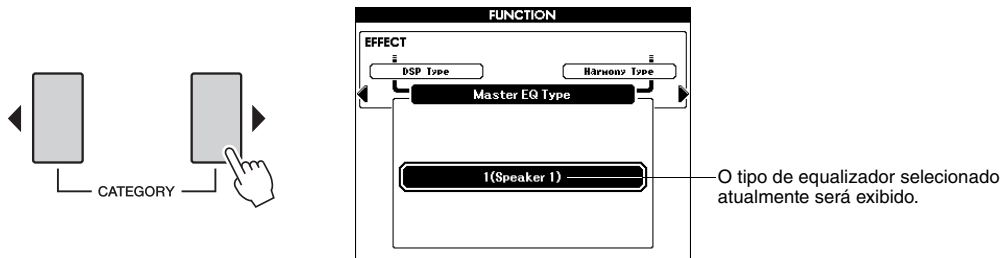 FUNCTION
EFFECT
DSP Type
Harmony Type
Master EQ Type
1(Speaker 1)
CATEGORY
O tipo de equalizador selecionado
atualmente será exibido.